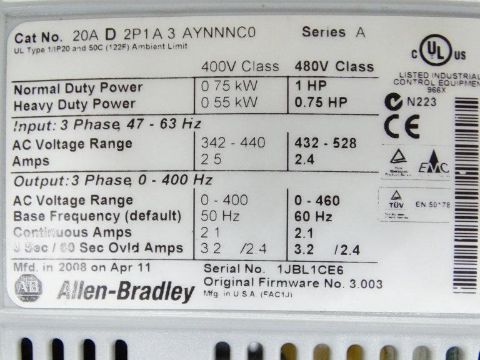 Cat No. 20A D 2P1A 3 AYNNNC0 Series A
UL Type 1/IP20 and 50C (122F) Ambient Limit
400V Class 480V Class
Normal Duty Power 0 75 kW 1 HP
Heavy Duty Power 0.55 kW 0.75 HP
Input: 3 Phase, 47 - 63 Hz
AC Voltage Range 342 - 440 432 - 528
Amps 2 5 2.4
Output: 3 Phase, 0 - 400 Hz
AC Voltage Range 0 - 400 0 - 460
Base Frequency (default) 50 Hz 60 Hz
Continuous Amps 2 1 2.1
3 Sec / 60 Sec Ovld Amps 3.2 / 2.4 3.2 / 2.4
Mfd. in 2008 on Apr 11 Serial No. 1JBL1CE6
Original Firmware No. 3.003
AB Allen-Bradley Mfg. in U.S.A. (FAC1J)
C UL US
LISTED INDUSTRIAL
CONTROL EQUIPMENT
966X
N223
CE
EMC
TÜV EN 50178